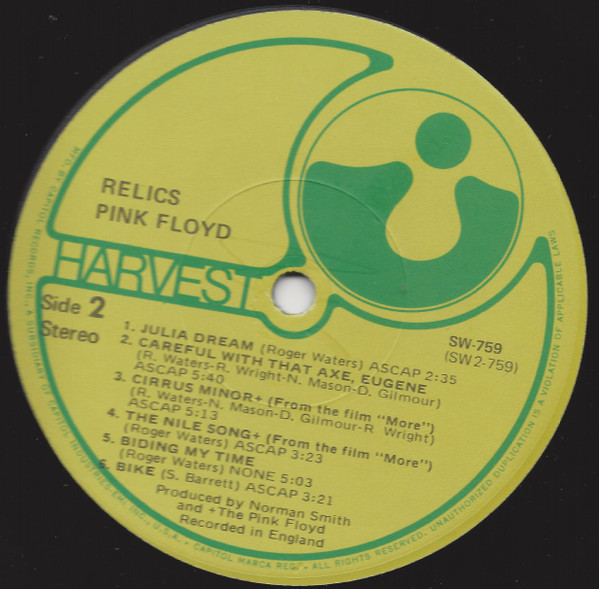 RELICS
PINK FLOYD
HARVEST
Side 2
Stereo
SW-759
(SW2-759)
1. JULIA DREAM (Roger Waters) ASCAP 2:35
2. CAREFUL WITH THAT AXE, EUGENE
(R. Waters-R. Wright-N. Mason-D. Gilmour)
ASCAP 5:40
3. CIRRUS MINOR+ (From the film "More")
(R. Waters-N. Mason-D. Gilmour-R. Wright)
ASCAP 5:13
4. THE NILE SONG+ (From the film "More")
(Roger Waters) ASCAP 3:23
5. BIDING MY TIME
(Roger Waters) NONE 5:03
6. BIKE (S. Barrett) ASCAP 3:21
Produced by Norman Smith
and +The Pink Floyd
Recorded in England
MFD. BY CAPITOL RECORDS, INC., A SUBSIDIARY OF CAPITOL INDUSTRIES-EMI, INC., U.S.A. • CAPITOL MARCA REG. • ALL RIGHTS RESERVED. UNAUTHORIZED DUPLICATION IS A VIOLATION OF APPLICABLE LAWS